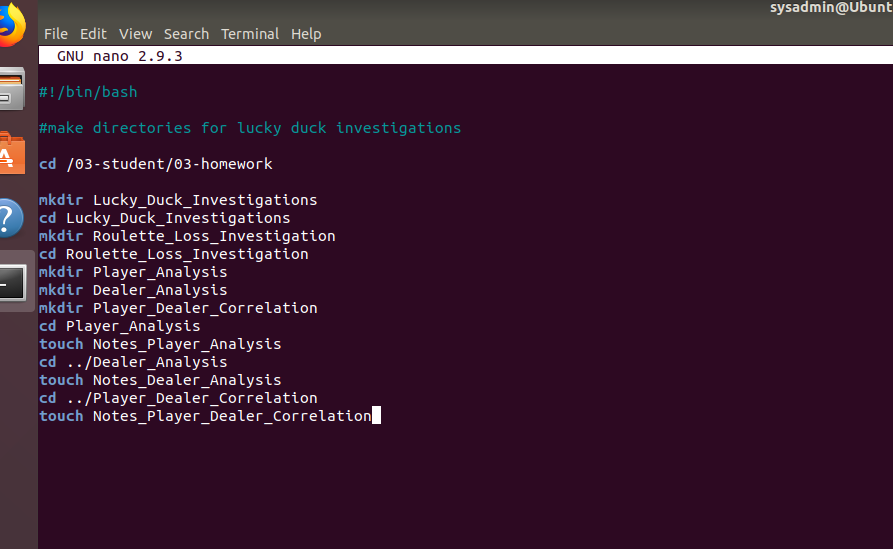 sysadmin@Ubunt
File Edit View Search Terminal Help
GNU nano 2.9.3
#!/bin/bash
#make directories for lucky duck investigations
cd /03-student/03-homework
mkdir Lucky_Duck_Investigations
cd Lucky_Duck_Investigations
mkdir Roulette_Loss_Investigation
cd Roulette_Loss_Investigation
mkdir Player_Analysis
mkdir Dealer_Analysis
mkdir Player_Dealer_Correlation
cd Player_Analysis
touch Notes_Player_Analysis
cd ../Dealer_Analysis
touch Notes_Dealer_Analysis
cd ../Player_Dealer_Correlation
touch Notes_Player_Dealer_Correlation